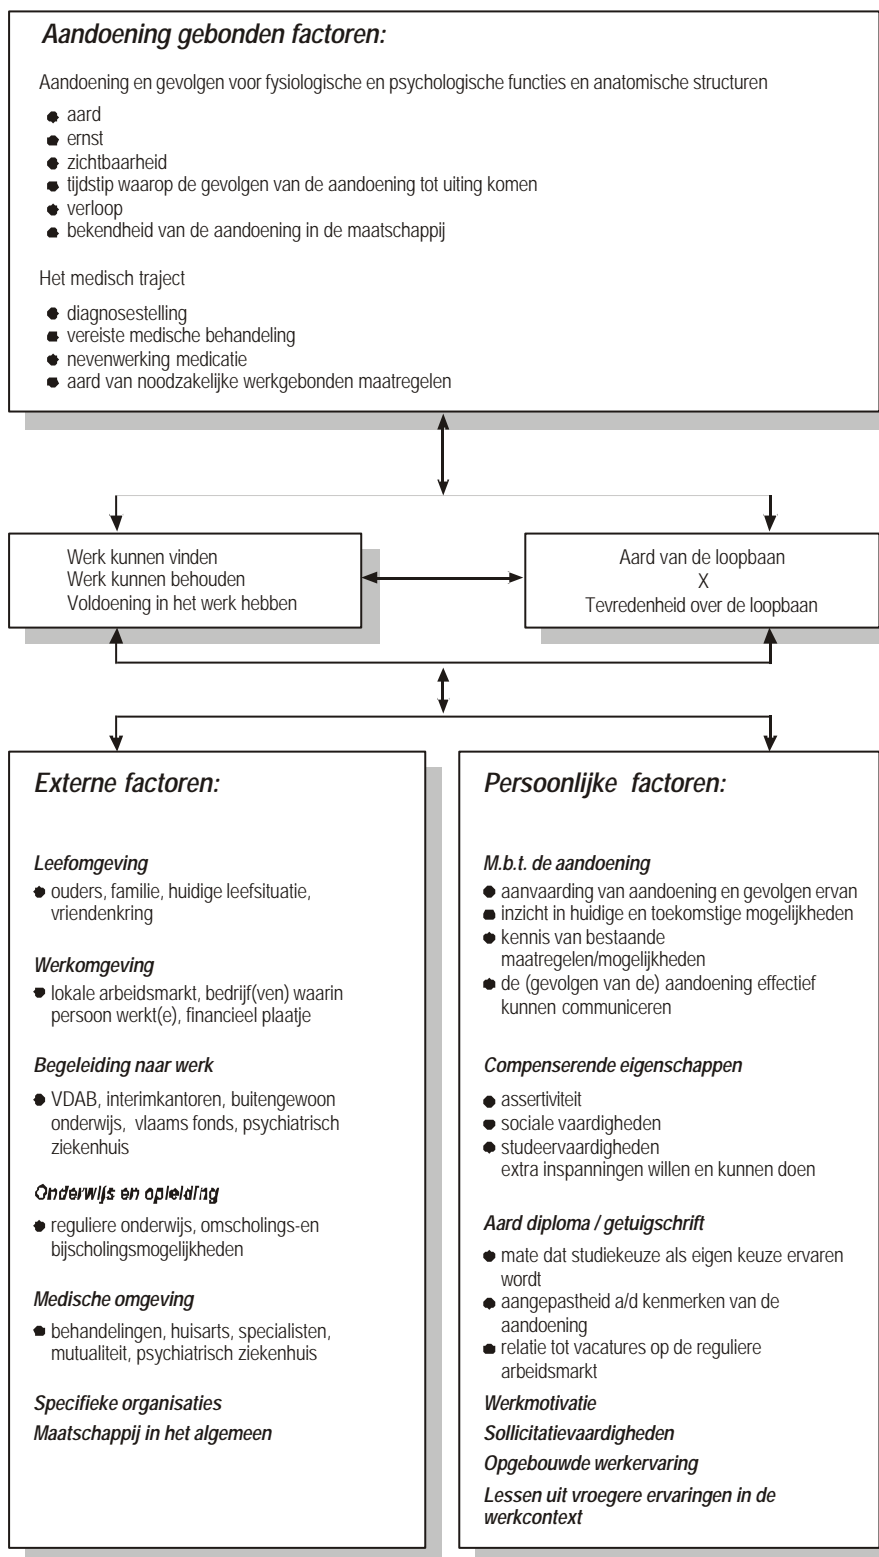 Aandoening gebonden factoren:
Aandoening en gevolgen voor fysiologische en psychologische functies en anatomische structuren
● aard
● ernst
● zichtbaarheid
● tijdstip waarop de gevolgen van de aandoening tot uiting komen
● verloop
● bekendheid van de aandoening in de maatschappij
Het medisch traject
● diagnosestelling
● vereiste medische behandeling
● nevenwerking medicatie
● aard van noodzakelijke werkgebonden maatregelen
Werk kunnen vinden
Werk kunnen behouden
Voldoening in het werk hebben
Aard van de loopbaan
X
Tevredenheid over de loopbaan
Externe factoren:
Leefomgeving
● ouders, familie, huidige leefsituatie,
vriendenkring
Werkomgeving
● lokale arbeidsmarkt, bedrijf(ven) waarin
persoon werkt(e), financieel plaatje
Begeleiding naar werk
● VDAB, interimkantoren, buitengewoon
onderwijs, vlaams fonds, psychiatrisch
ziekenhuis
Onderwijs en opleiding
● reguliere onderwijs, omscholings-en
bijscholingsmogelijkheden
Medische omgeving
● behandelingen, huisarts, specialisten,
mutualiteit, psychiatrisch ziekenhuis
Specifieke organisaties
Maatschappij in het algemeen
Persoonlijke factoren:
M.b.t. de aandoening
● aanvaarding van aandoening en gevolgen ervan
● inzicht in huidige en toekomstige mogelijkheden
● kennis van bestaande
maatregelen/mogelijkheden
● de (gevolgen van de) aandoening effectief
kunnen communiceren
Compenserende eigenschappen
● assertiviteit
● sociale vaardigheden
● studeervaardigheden
extra inspanningen willen en kunnen doen
Aard diploma / getuigschrift
● mate dat studiekeuze als eigen keuze ervaren
wordt
● aangepastheid a/d kenmerken van de
aandoening
● relatie tot vacatures op de reguliere
arbeidsmarkt
Werkmotivatie
Sollicitatievaardigheden
Opgebouwde werkervaring
Lessen uit vroegere ervaringen in de
werkcontext